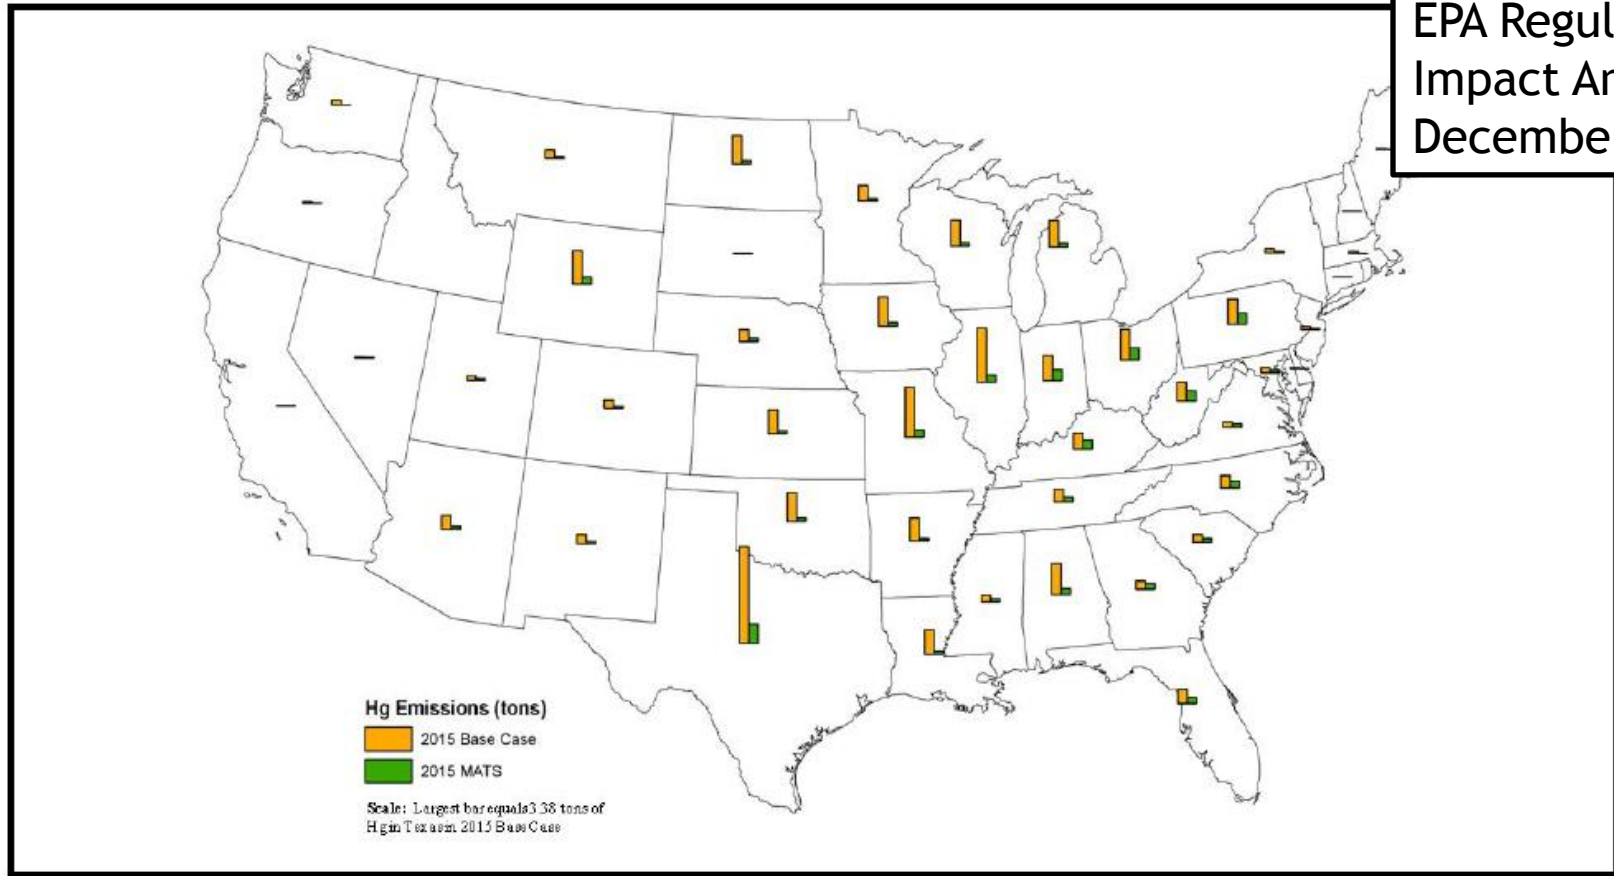 EPA Regul
Impact Ar
Decembe
Hg Emissions (tons)
2015 Base Case
2015 MATS
Scale: Largest bar equals 3.38 tons of
Hg in Texas in 2015 Base Case